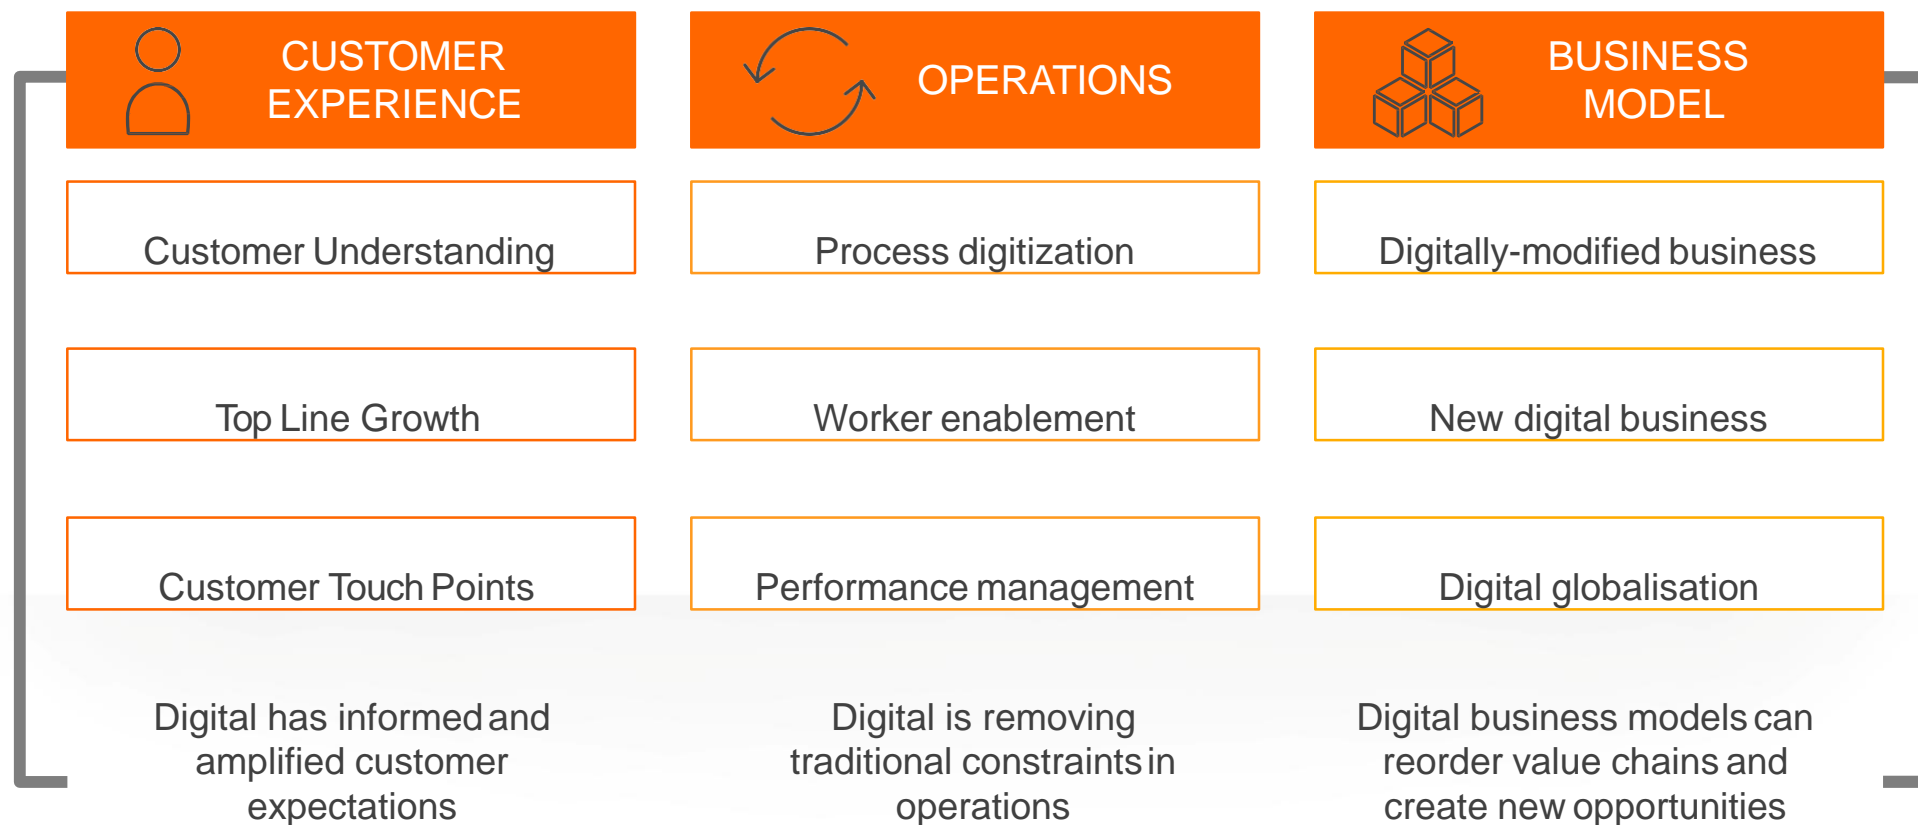 CUSTOMER
EXPERIENCE
OPERATIONS
BUSINESS
MODEL
Customer Understanding
Process digitization
Digitally-modified business
Top Line Growth
Worker enablement
New digital business
Customer Touch Points
Performance management
Digital globalisation
Digital has informed and
amplified customer
expectations
Digital is removing
traditional constraints in
operations
Digital business models can
reorder value chains and
create new opportunities